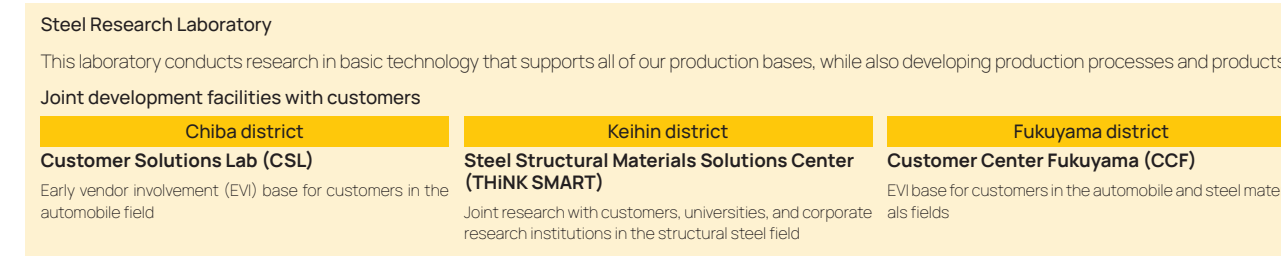 Steel Research Laboratory
This laboratory conducts research in basic technology that supports all of our production bases, while also developing production processes and products
Joint development facilities with customers
Chiba district
Customer Solutions Lab (CSL)
Early vendor involvement (EVI) base for customers in the
automobile field
Keihin district
Steel Structural Materials Solutions Center
(THiNK SMART)
Joint research with customers, universities, and corporate
research institutions in the structural steel field
Fukuyama district
Customer Center Fukuyama (CCF)
EVI base for customers in the automobile and steel mate
als fields